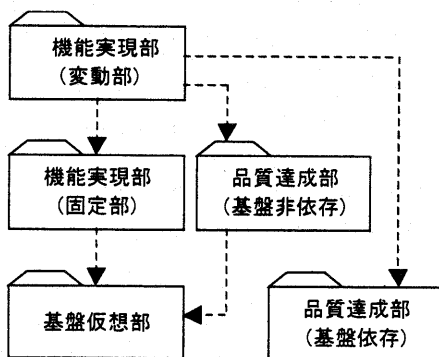 機能実現部
(変動部)
機能実現部
(固定部)
品質達成部
(基盤非依存)
基盤仮想部
品質達成部
(基盤依存)